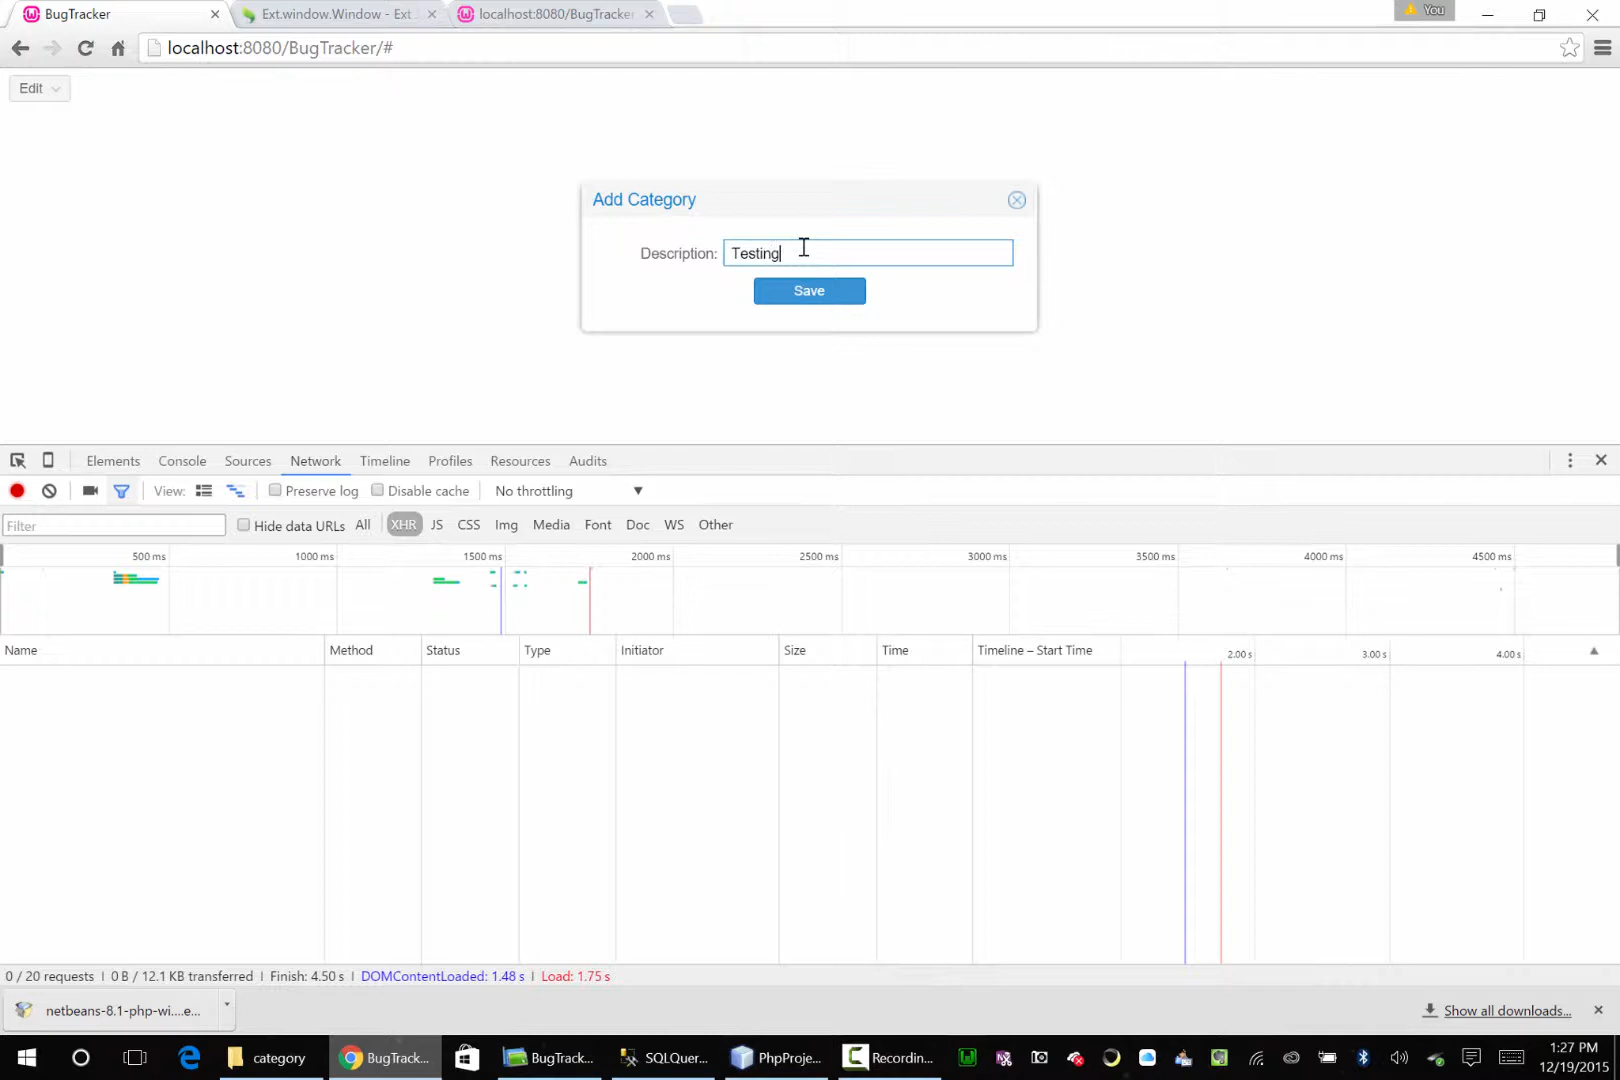 BugTracker
Ext.window.Window - Ext
localhost:8080/BugTracker
You
localhost:8080/BugTracker/#
Edit
Add Category
Description: Testing
Save
Elements Console Sources Network Timeline Profiles Resources Audits
View: Preserve log Disable cache No throttling
Filter Hide data URLs All XHR JS CSS Img Media Font Doc WS Other
500 ms 1000 ms 1500 ms 2000 ms 2500 ms 3000 ms 3500 ms 4000 ms 4500 ms
Name Method Status Type Initiator Size Time Timeline – Start Time 2.00 s 3.00 s 4.00 s
0 / 20 requests | 0 B / 12.1 KB transferred | Finish: 4.50 s | DOMContentLoaded: 1.48 s | Load: 1.75 s
netbeans-8.1-php-wi....e...
Show all downloads...
category
BugTrack...
BugTrack...
SQLQuer...
PhpProje...
Recordin...
1:27 PM
12/19/2015